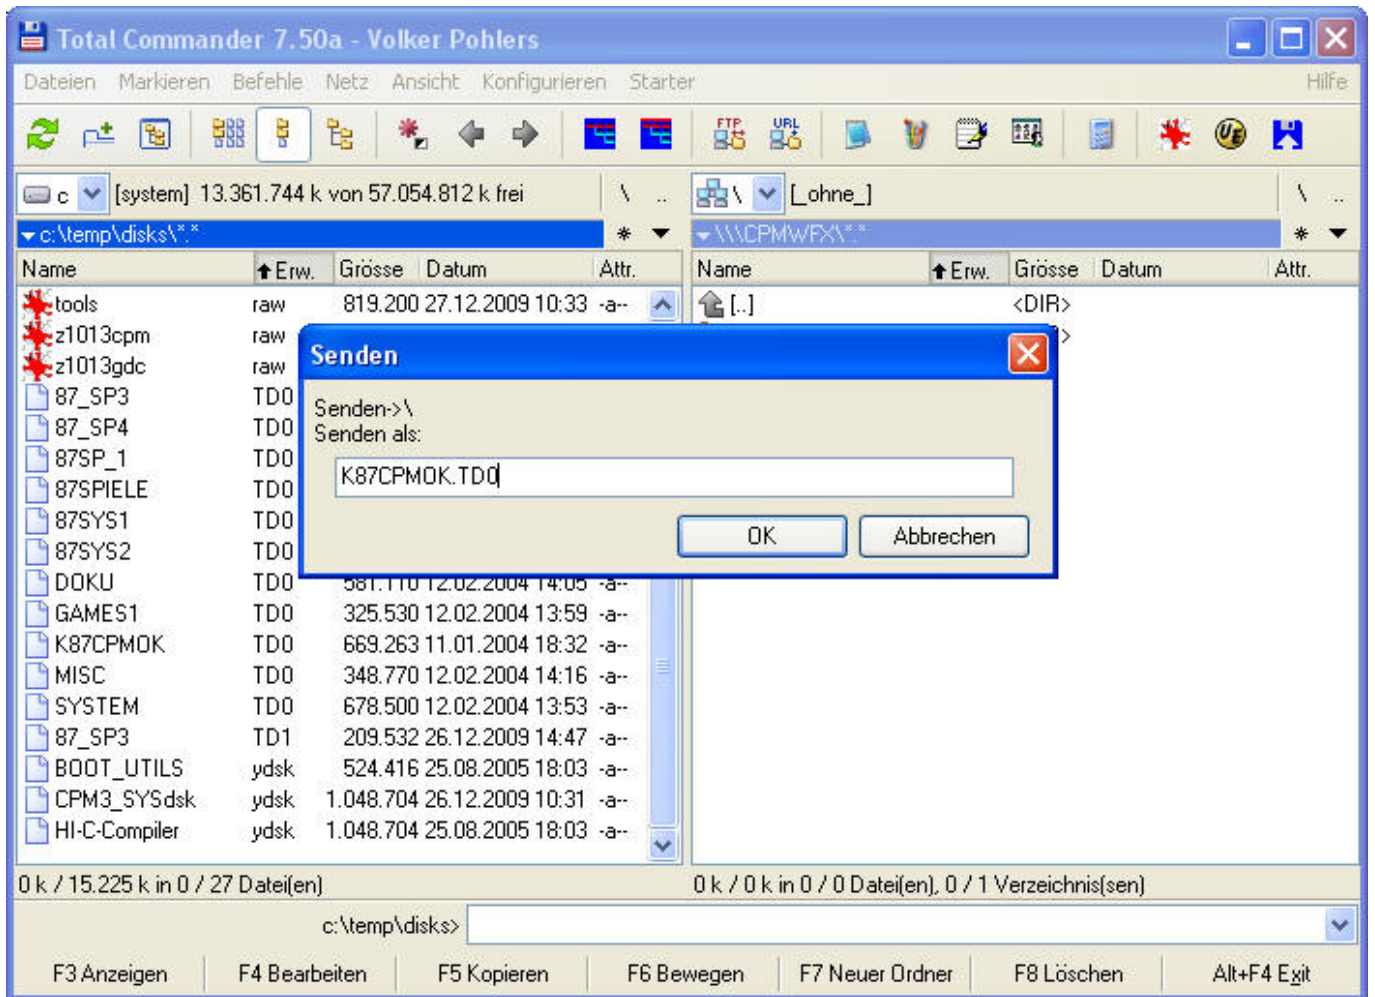 Total Commander 7.50a - Volker Pohlers
Dateien Markieren Befehle Netz Ansicht Konfigurieren Starter Hilfe
FTP URL UE
c [system] 13.361.744 k von 57.054.812 k frei \ .. \ [_ohne_] \ ..
c:\temp\disks\*.* * \\\CPMWFX\*.* *
Name Erw. Grösse Datum Attr. Name Erw. Grösse Datum Attr.
tools raw 819.200 27.12.2009 10:33 -a-- [..] <DIR>
z1013cpm raw >
z1013gdc raw
Senden
87_SP3 TD0
Senden->\
87_SP4 TD0
Senden als:
87SP_1 TD0
K87CPMOK.TD0
87SPIELE TD0
87SYS1 TD0
OK Abbrechen
87SYS2 TD0
DOKU TD0 581.110 12.02.2004 14:05 -a--
GAMES1 TD0 325.530 12.02.2004 13:59 -a--
K87CPMOK TD0 669.263 11.01.2004 18:32 -a--
MISC TD0 348.770 12.02.2004 14:16 -a--
SYSTEM TD0 678.500 12.02.2004 13:53 -a--
87_SP3 TD1 209.532 26.12.2009 14:47 -a--
BOOT_UTILS ydsk 524.416 25.08.2005 18:03 -a--
CPM3_SYSdsk ydsk 1.048.704 26.12.2009 10:31 -a--
HI-C-Compiler ydsk 1.048.704 25.08.2005 18:03 -a--
0 k / 15.225 k in 0 / 27 Datei(en) 0 k / 0 k in 0 / 0 Datei(en), 0 / 1 Verzeichnis(sen)
c:\temp\disks>
F3 Anzeigen F4 Bearbeiten F5 Kopieren F6 Bewegen F7 Neuer Ordner F8 Löschen Alt+F4 Exit